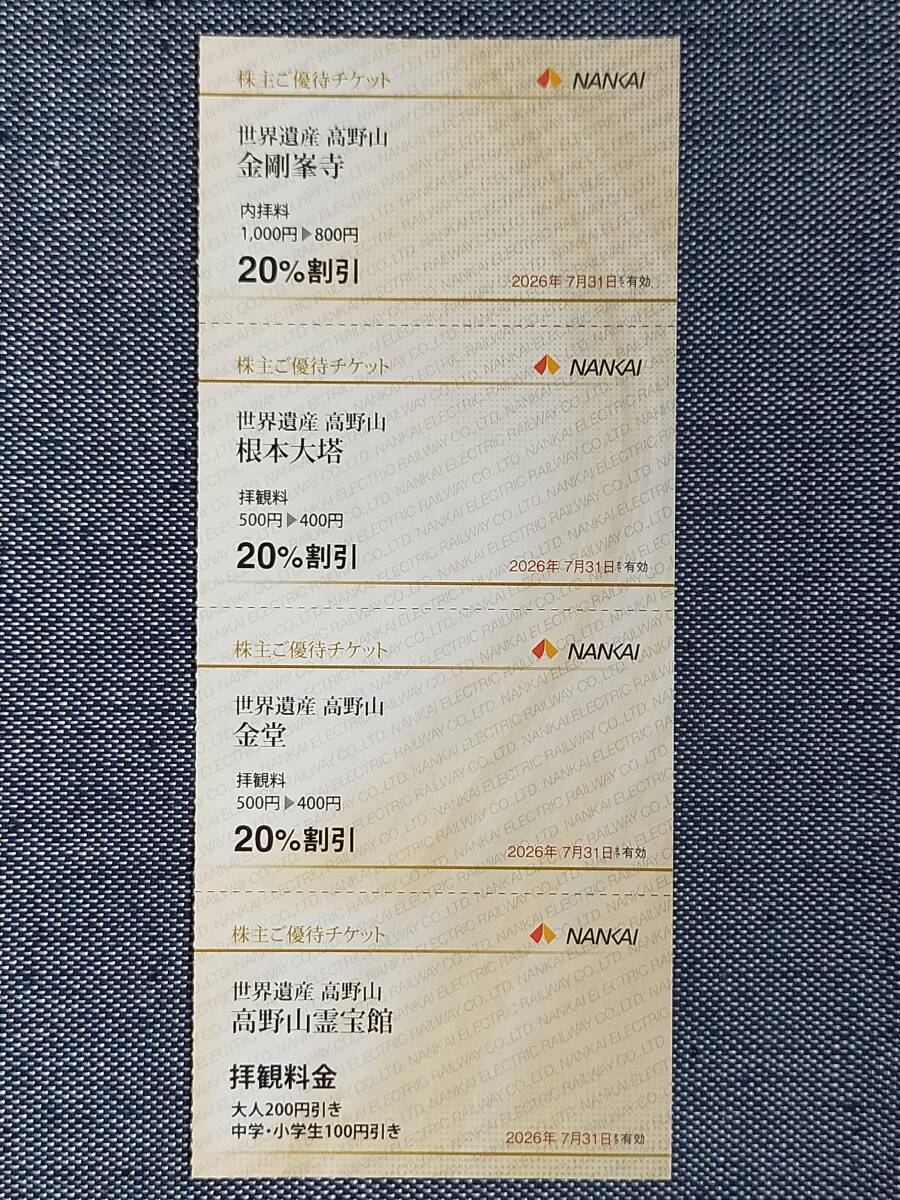 株主ご優待チケット NANKAI
世界遺産 高野山
金剛峯寺
内拝料
1,000円▶800円
20%割引
2026年 7月31日まで有効
株主ご優待チケット NANKAI
世界遺産 高野山
根本大塔
拝観料
500円▶400円
20%割引
2026年 7月31日まで有効
株主ご優待チケット NANKAI
世界遺産 高野山
金堂
拝観料
500円▶400円
20%割引
2026年 7月31日まで有効
株主ご優待チケット NANKAI
世界遺産 高野山
高野山霊宝館
拝観料金
大人200円引き
中学・小学生100円引き
2026年 7月31日まで有効
NANKAI ELECTRIC RAILWAY CO.,LTD.